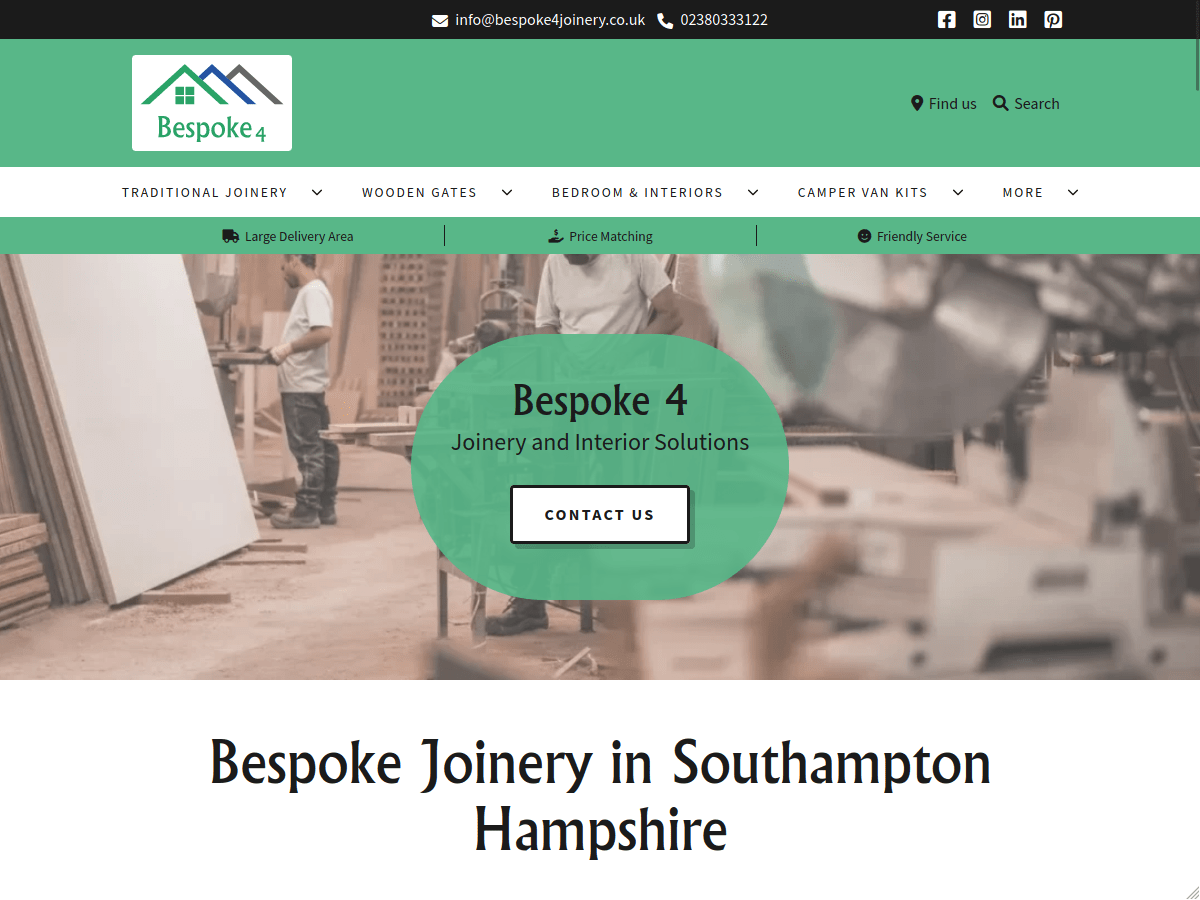 info@bespoke4joinery.co.uk 02380333122
Bespoke 4
Find us Search
TRADITIONAL JOINERY WOODEN GATES BEDROOM & INTERIORS CAMPER VAN KITS MORE
Large Delivery Area Price Matching Friendly Service
Bespoke 4
Joinery and Interior Solutions
CONTACT US
Bespoke Joinery in Southampton
Hampshire